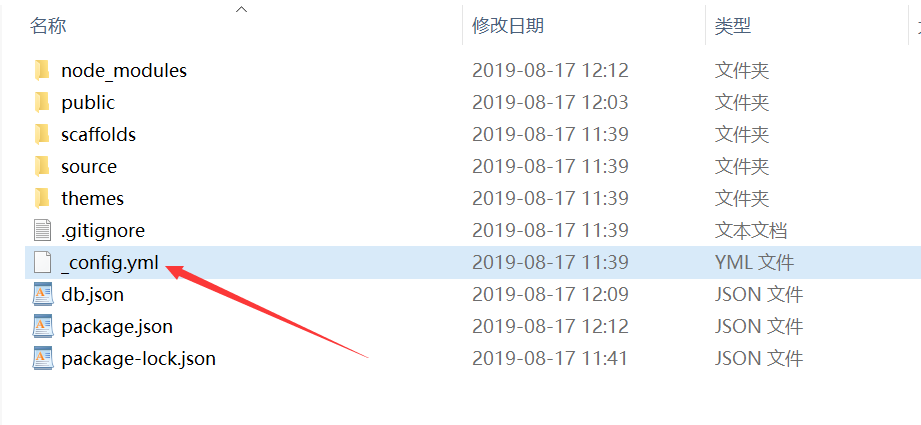 名称 修改日期 类型
node_modules 2019-08-17 12:12 文件夹
public 2019-08-17 12:03 文件夹
scaffolds 2019-08-17 11:39 文件夹
source 2019-08-17 11:39 文件夹
themes 2019-08-17 11:39 文件夹
.gitignore 2019-08-17 11:39 文本文档
_config.yml 2019-08-17 11:39 YML 文件
db.json 2019-08-17 12:09 JSON 文件
package.json 2019-08-17 12:12 JSON 文件
package-lock.json 2019-08-17 11:41 JSON 文件